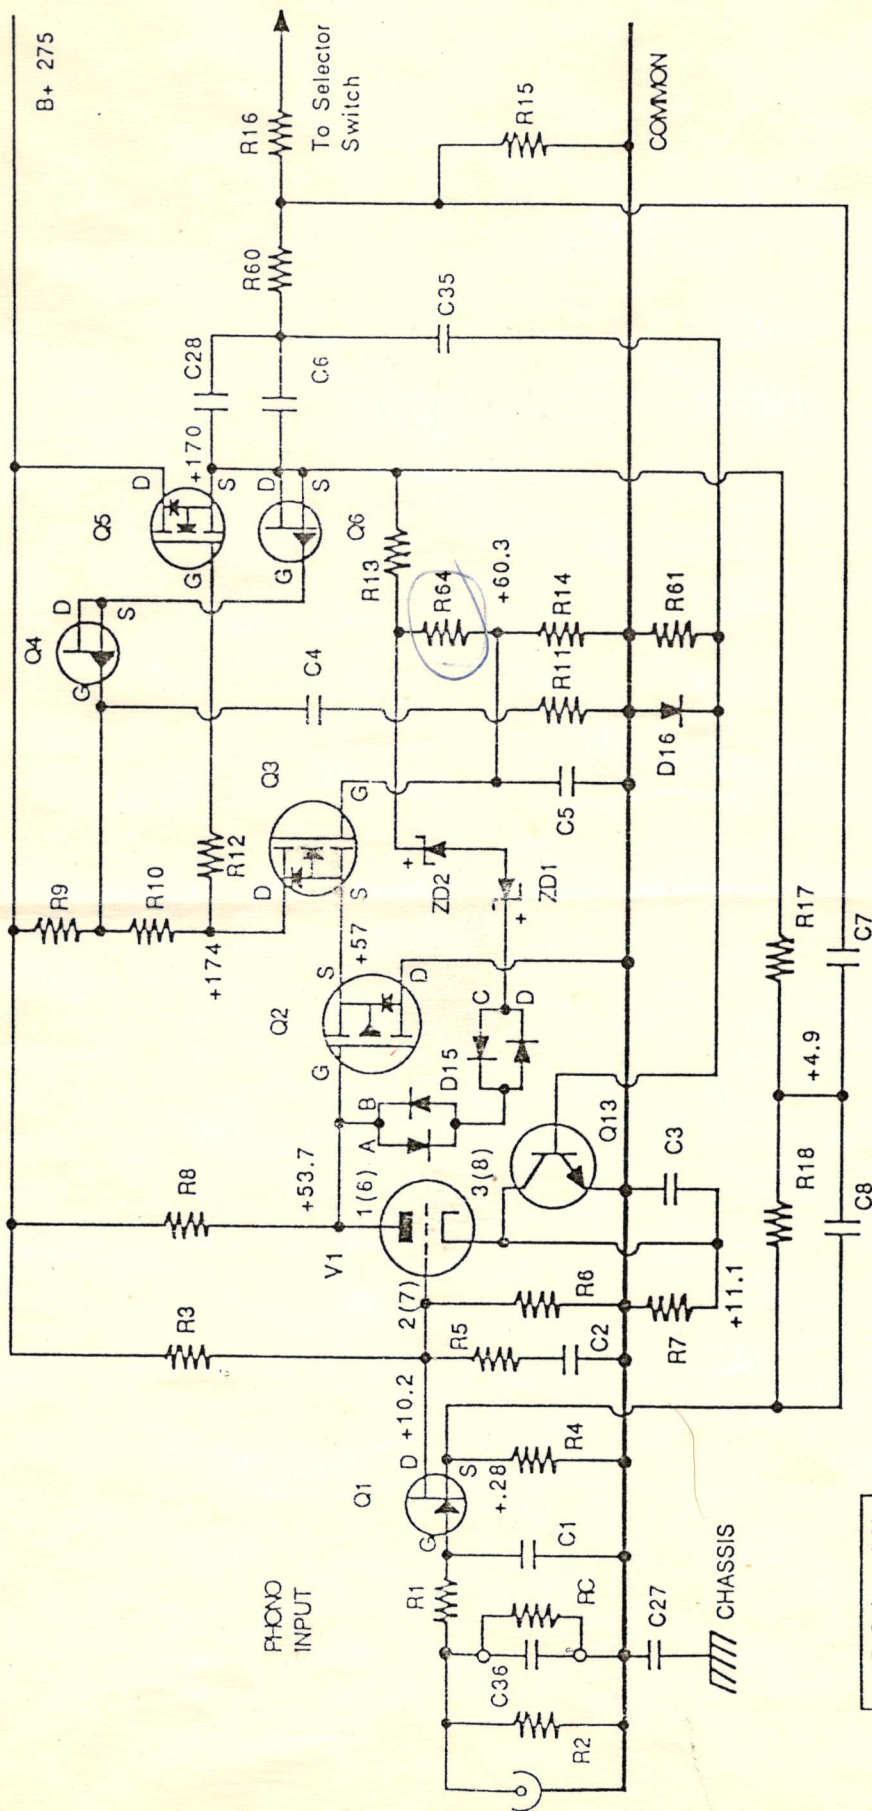 B+ 275
R9
Q4
D
G
S
Q5
D
G
S
+170
C28
R16
To Selector
Switch
R8
R3
R10
R12
+174
Q3
D
G
S
C4
Q6
D
G
S
C6
R60
R13
R64
+60.3
C35
R15
COMMON
Q2
S
+57
G
D
+53.7
V1
1(6)
A
B
D15
C
D
ZD2
+
ZD1
+
C5
R11
R14
R61
D16
2(7)
3(8)
Q13
C3
R6
R7
+11.1
R5
C2
PHONO
INPUT
Q1
D
+10.2
G
S
+.28
R4
R1
C1
C36
RC
R2
C27
CHASSIS
R18
+4.9
R17
C8
C7